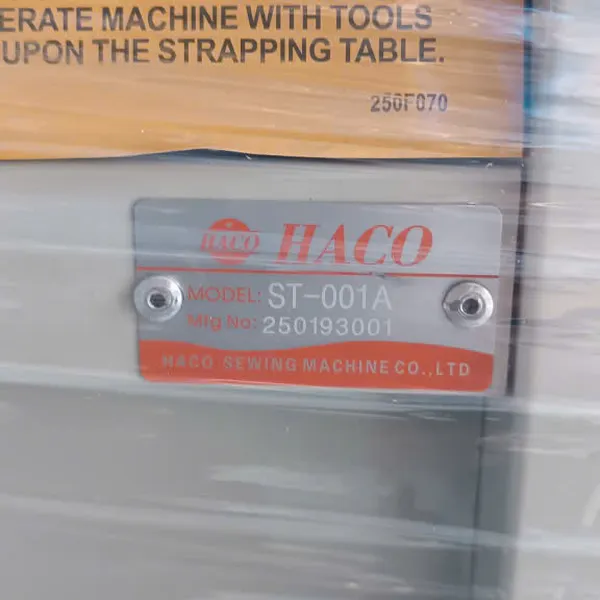 ERATE MACHINE WITH TOOLS
UPON THE STRAPPING TABLE.
250F070
HACO HACO
MODEL: ST-001A
Mfg No: 250193001
HACO SEWING MACHINE CO.,LTD